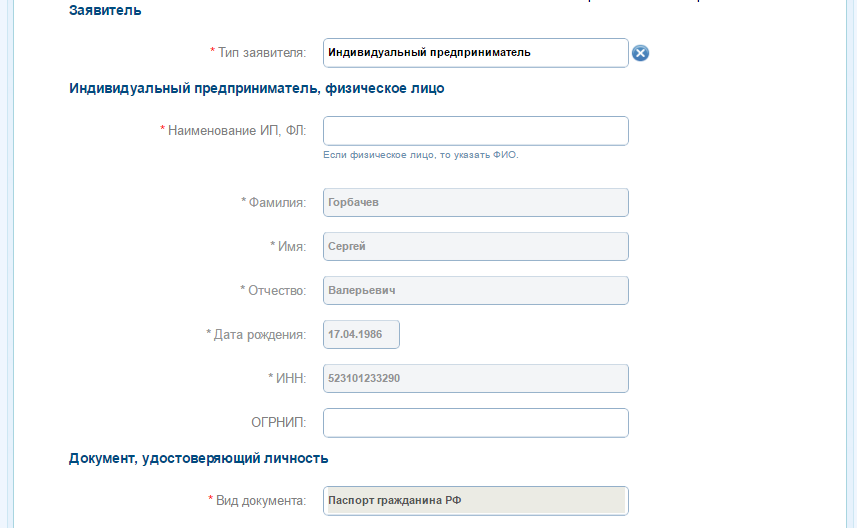 Заявитель
* Тип заявителя: Индивидуальный предприниматель
Индивидуальный предприниматель, физическое лицо
* Наименование ИП, ФЛ:
Если физическое лицо, то указать ФИО.
* Фамилия: Горбачев
* Имя: Сергей
* Отчество: Валерьевич
* Дата рождения: 17.04.1986
* ИНН: 523101233290
ОГРНИП:
Документ, удостоверяющий личность
* Вид документа: Паспорт гражданина РФ